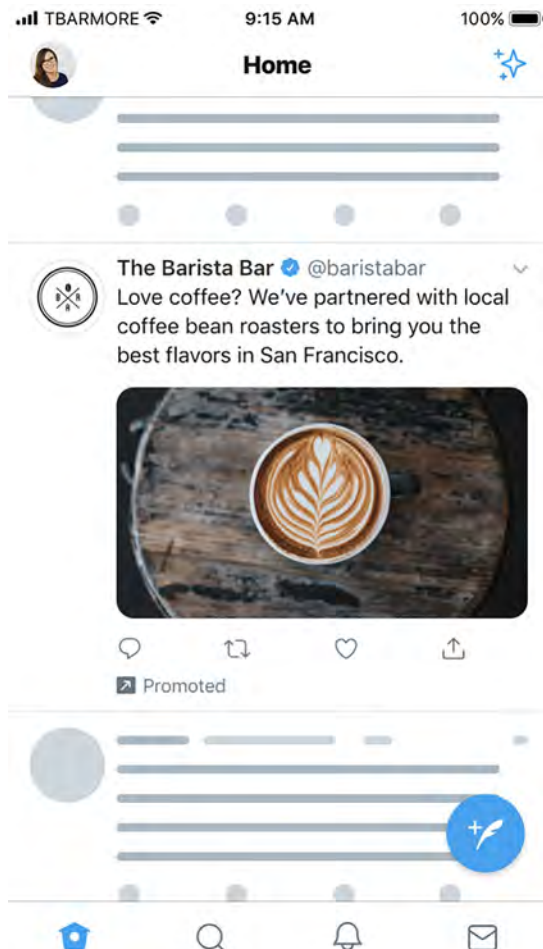 TBARMORE 9:15 AM 100%
Home
The Barista Bar @baristabar
Love coffee? We've partnered with local
coffee bean roasters to bring you the
best flavors in San Francisco.
Promoted